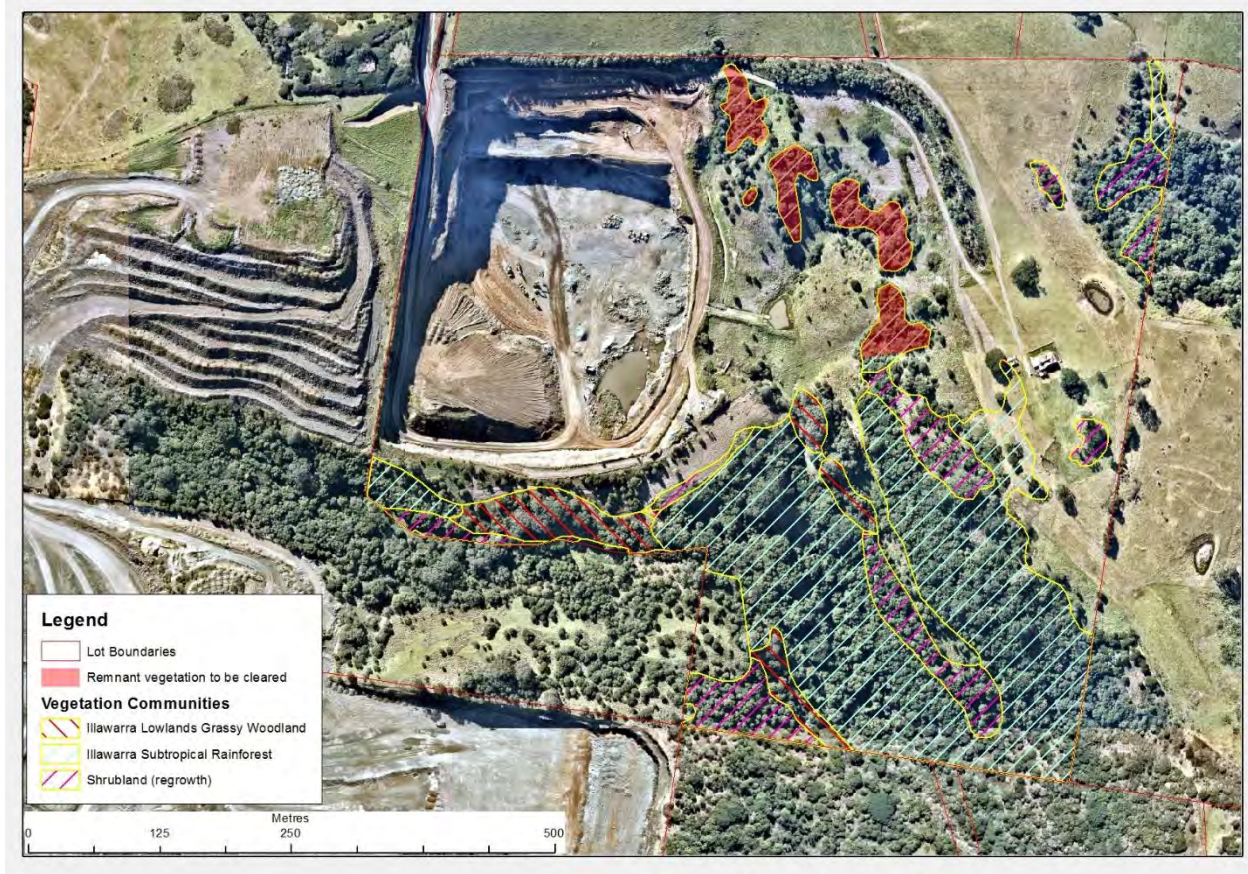 Legend
Lot Boundaries
Remnant vegetation to be cleared
Vegetation Communities
Illawarra Lowlands Grassy Woodland
Illawarra Subtropical Rainforest
Shrubland (regrowth)
Metres
0 125 250 500